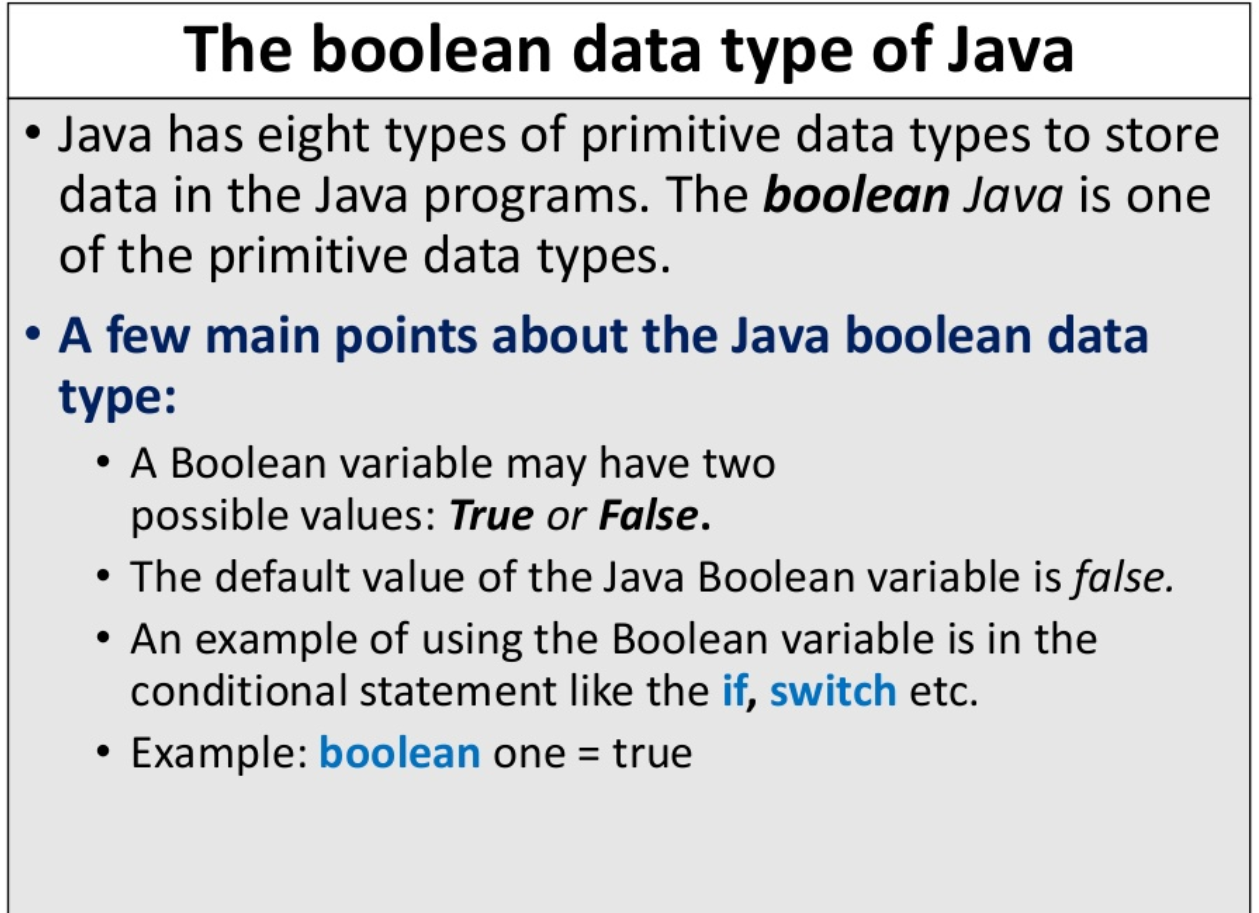 The boolean data type of Java
• Java has eight types of primitive data types to store
data in the Java programs. The boolean Java is one
of the primitive data types.
• A few main points about the Java boolean data
type:
• A Boolean variable may have two
possible values: True or False.
• The default value of the Java Boolean variable is false.
• An example of using the Boolean variable is in the
conditional statement like the if, switch etc.
• Example: boolean one = true